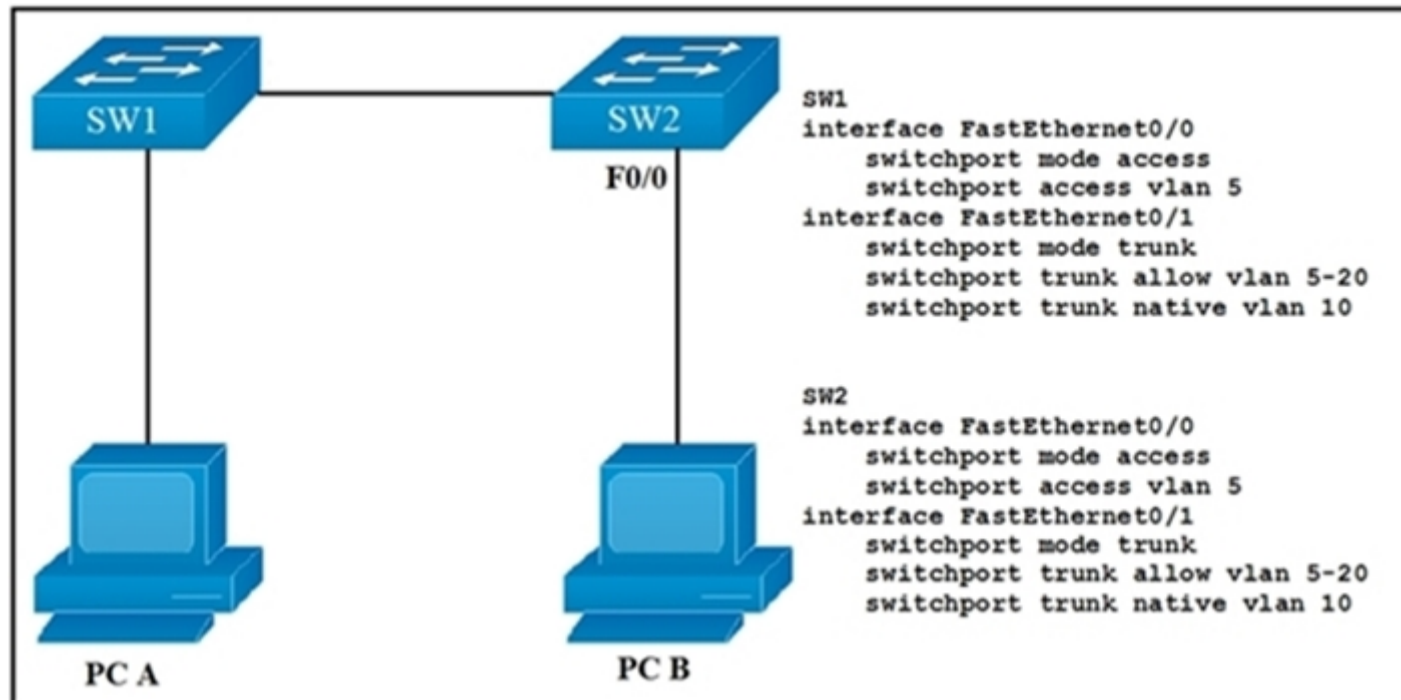 SW1
SW2
F0/0
PC A
PC B
SW1
interface FastEthernet0/0
switchport mode access
switchport access vlan 5
interface FastEthernet0/1
switchport mode trunk
switchport trunk allow vlan 5-20
switchport trunk native vlan 10
SW2
interface FastEthernet0/0
switchport mode access
switchport access vlan 5
interface FastEthernet0/1
switchport mode trunk
switchport trunk allow vlan 5-20
switchport trunk native vlan 10